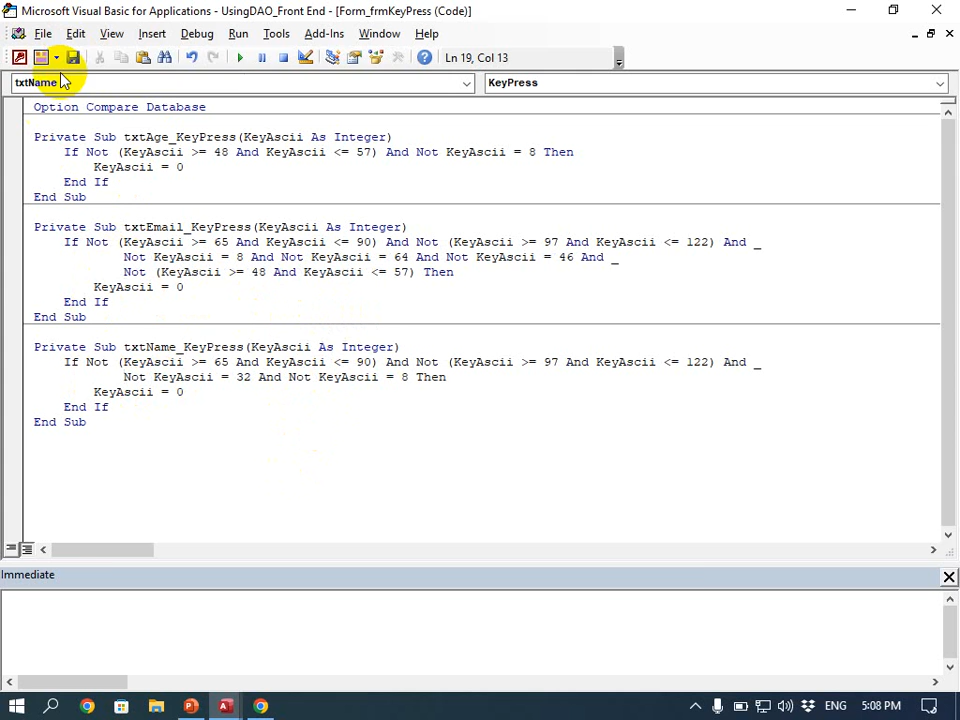 Microsoft Visual Basic for Applications - UsingDAO_Front End - [Form_frmKeyPress (Code)]
File Edit View Insert Debug Run Tools Add-Ins Window Help
Ln 19, Col 13
txtName KeyPress
Option Compare Database
Private Sub txtAge_KeyPress(KeyAscii As Integer)
If Not (KeyAscii >= 48 And KeyAscii <= 57) And Not KeyAscii = 8 Then
KeyAscii = 0
End If
End Sub
Private Sub txtEmail_KeyPress(KeyAscii As Integer)
If Not (KeyAscii >= 65 And KeyAscii <= 90) And Not (KeyAscii >= 97 And KeyAscii <= 122) And _
Not KeyAscii = 8 And Not KeyAscii = 64 And Not KeyAscii = 46 And _
Not (KeyAscii >= 48 And KeyAscii <= 57) Then
KeyAscii = 0
End If
End Sub
Private Sub txtName_KeyPress(KeyAscii As Integer)
If Not (KeyAscii >= 65 And KeyAscii <= 90) And Not (KeyAscii >= 97 And KeyAscii <= 122) And _
Not KeyAscii = 32 And Not KeyAscii = 8 Then
KeyAscii = 0
End If
End Sub
Immediate
ENG 5:08 PM